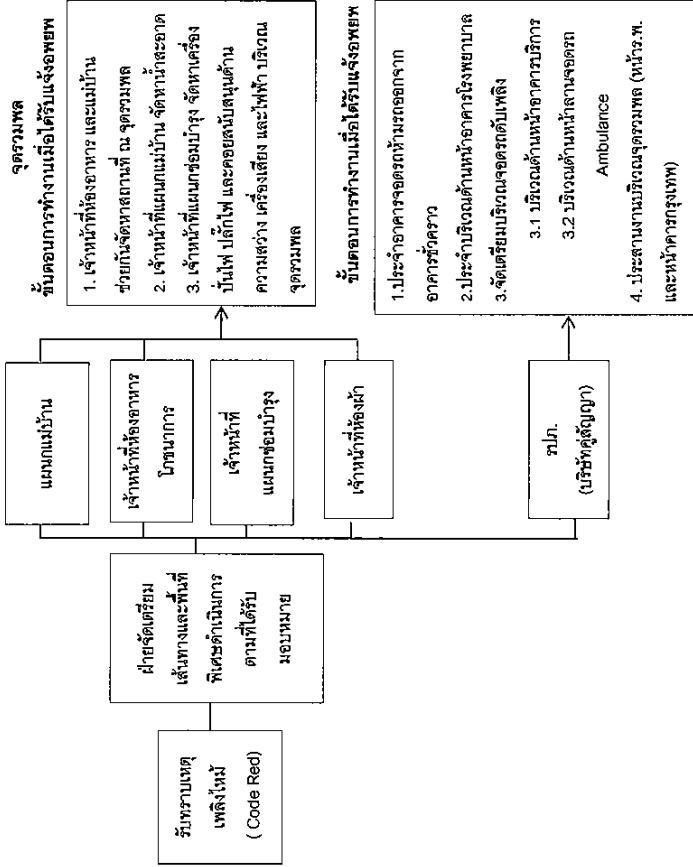 รับทราบเหตุ
เพลิงไหม้
( Code Red)
ฝ่ายจัดเตรียม
เส้นทางและพื้นที่
พิเศษดำเนินการ
ตามที่ได้รับ
มอบหมาย
แผนกแม่บ้าน
เจ้าหน้าที่ห้องอาหาร
โภชนาการ
เจ้าหน้าที่
แผนกซ่อมบำรุง
เจ้าหน้าที่ห้องผ้า
รปภ.
(บริษัทคู่สัญญา)
จุดรวมพล
ขั้นตอนการทำงานเมื่อได้รับแจ้งอพยพ
1. เจ้าหน้าที่ห้องอาหาร และแม่บ้าน
ช่วยกันจัดหาสถานที่ ณ จุดรวมพล
2. เจ้าหน้าที่แผนกแม่บ้าน จัดหาน้ำสะอาด
3. เจ้าหน้าที่แผนกซ่อมบำรุง จัดหาเครื่อง
ปั่นไฟ ปลั๊กไฟ และคอยสนับสนุนด้าน
ความสว่าง เครื่องเสียง และไฟฟ้า บริเวณ
จุดรวมพล
ขั้นตอนการทำงานเมื่อได้รับแจ้งอพยพ
1.ประจำอาคารจอดรถห้ามรถออกจาก
อาคารชั่วคราว
2.ประจำบริเวณด้านหน้าอาคารโรงพยาบาล
3.จัดเตรียมบริเวณจอดรถดับเพลิง
3.1 บริเวณด้านหน้าอาคารบริการ
3.2 บริเวณด้านหน้าลานจอดรถ
Ambulance
4. ประสานงานบริเวณจุดรวมพล (หน้าร.พ.
และหน้าคารกรุงเทพ)